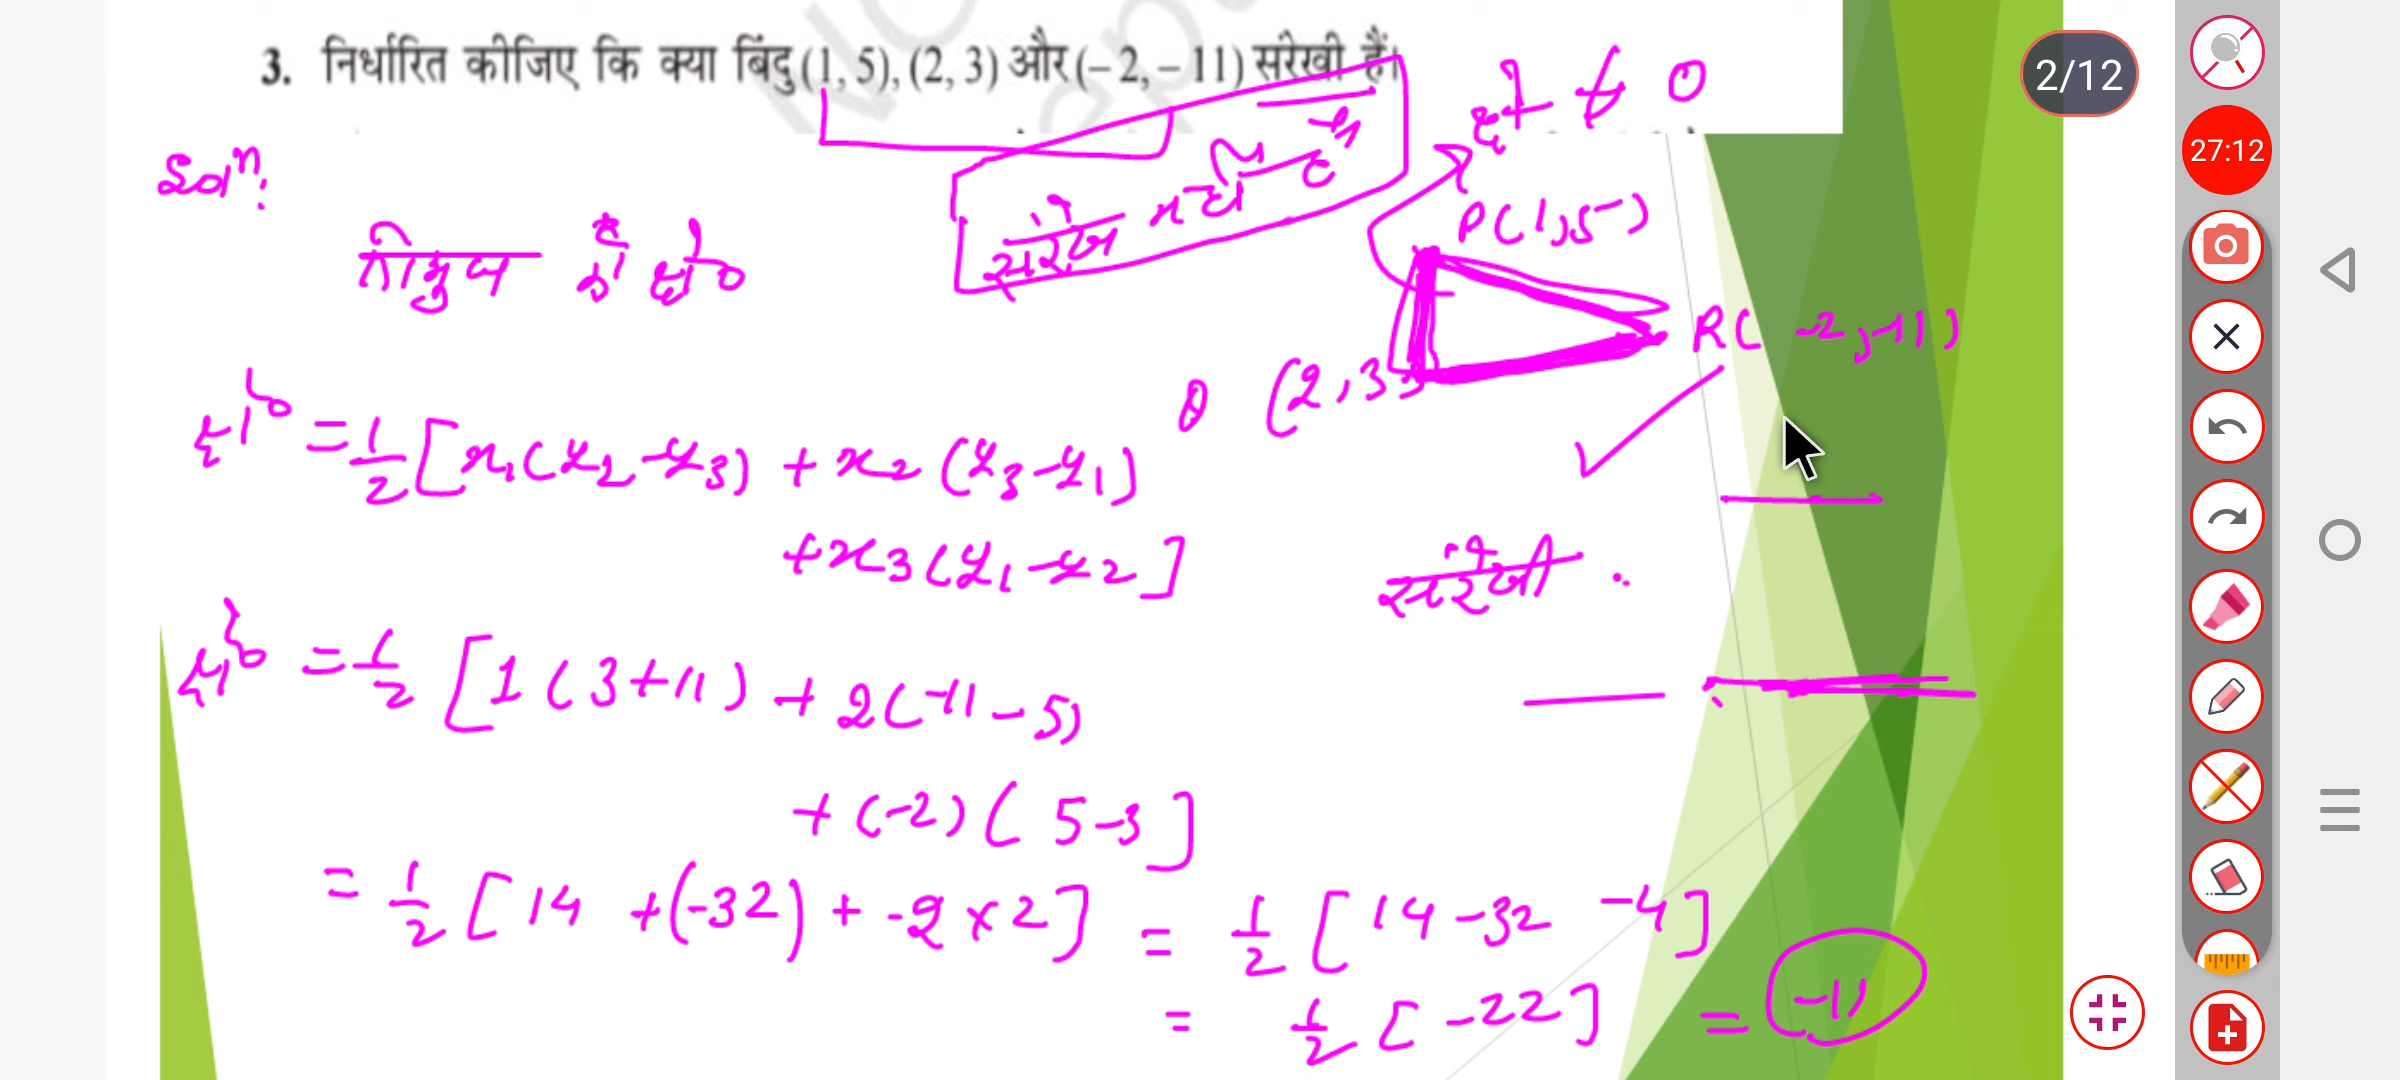 3. निर्धारित कीजिए कि क्या बिंदु (1, 5), (2, 3) और (– 2, – 11) सरेखी हैं।
2/12
27:12
क्षे० ≠ 0
Solⁿ:
सरेख नहीं है
P(1,5)
त्रिभुज का क्षे०
R(-2,-11)
Q (2,3)
क्षे० = 1/2 [x₁(y₂-y₃) + x₂(y₃-y₁)
+x₃(y₁-y₂]
सरेखी
क्षे० = 1/2 [1(3+11) + 2(-11-5)
+(-2)(5-3]
= 1/2 [14 +(-32) + -2×2] = 1/2 [14-32 -4]
= 1/2 [-22] = -11